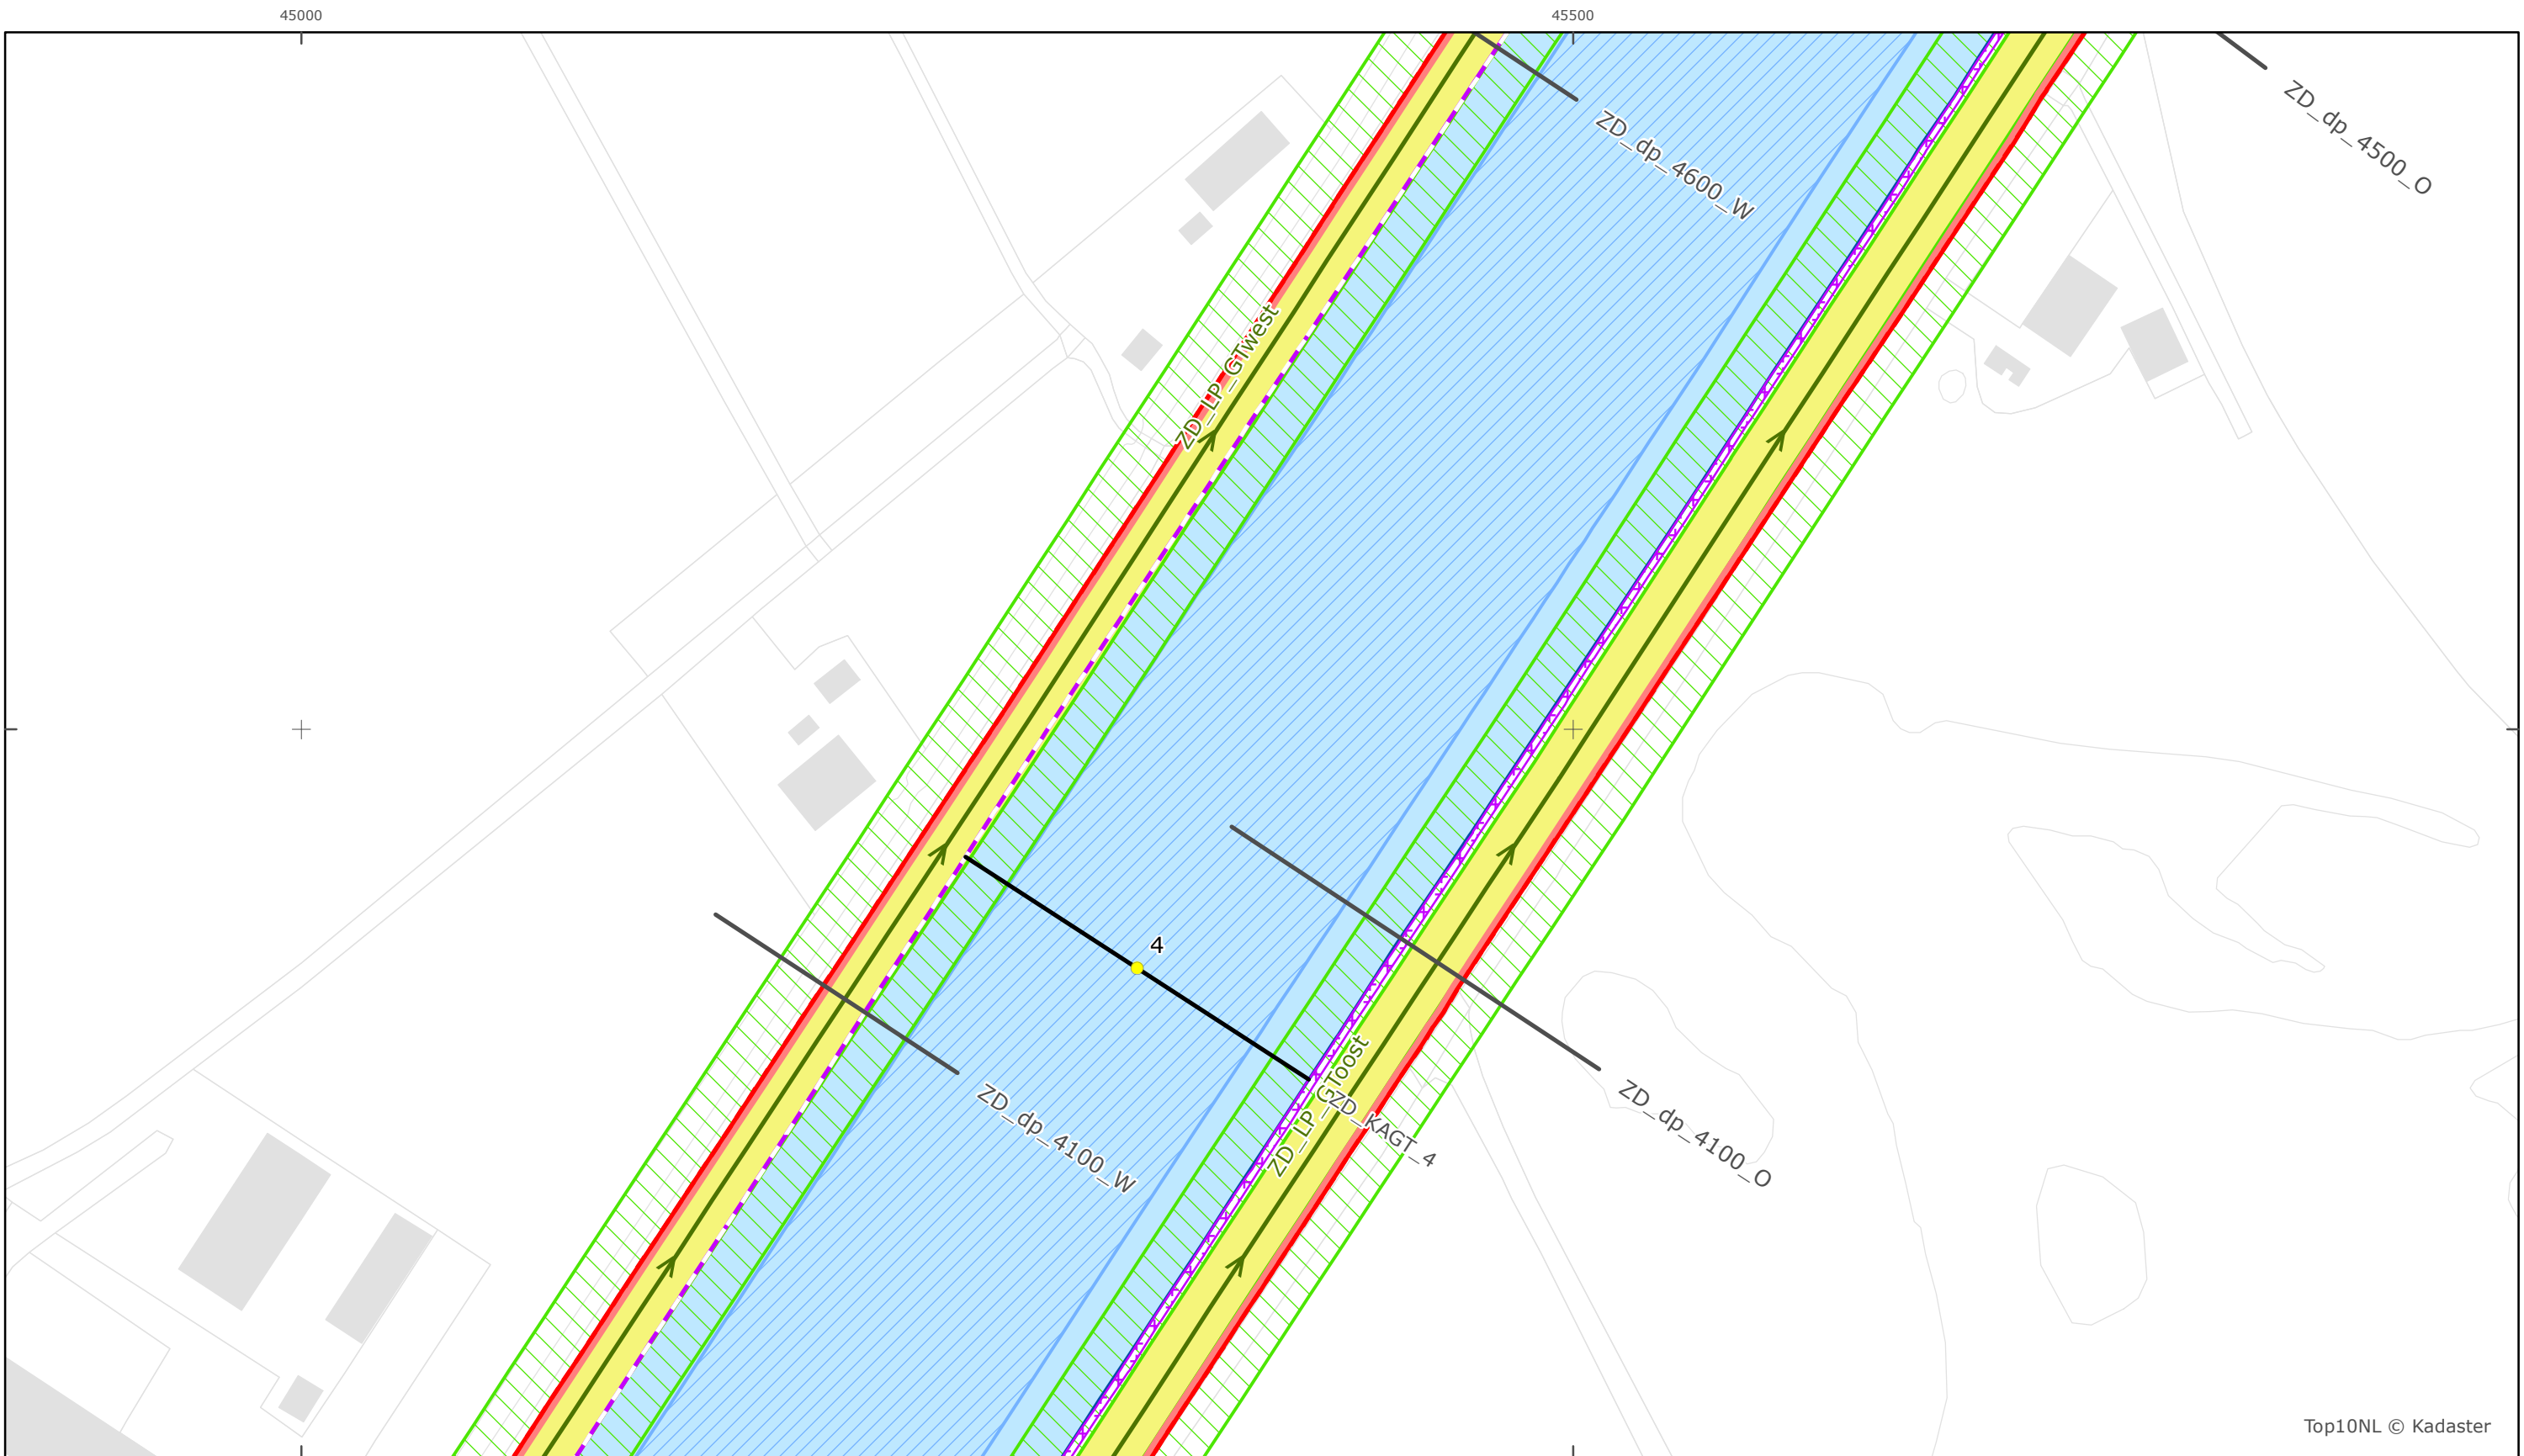 45000
45500
ZD_dp_4500_O
ZD_dp_4600_W
ZD_LP_GTwest
4
ZD_LP_GToost
ZD_KAGT_4
ZD_dp_4100_W
ZD_dp_4100_O
Top10NL © Kadaster